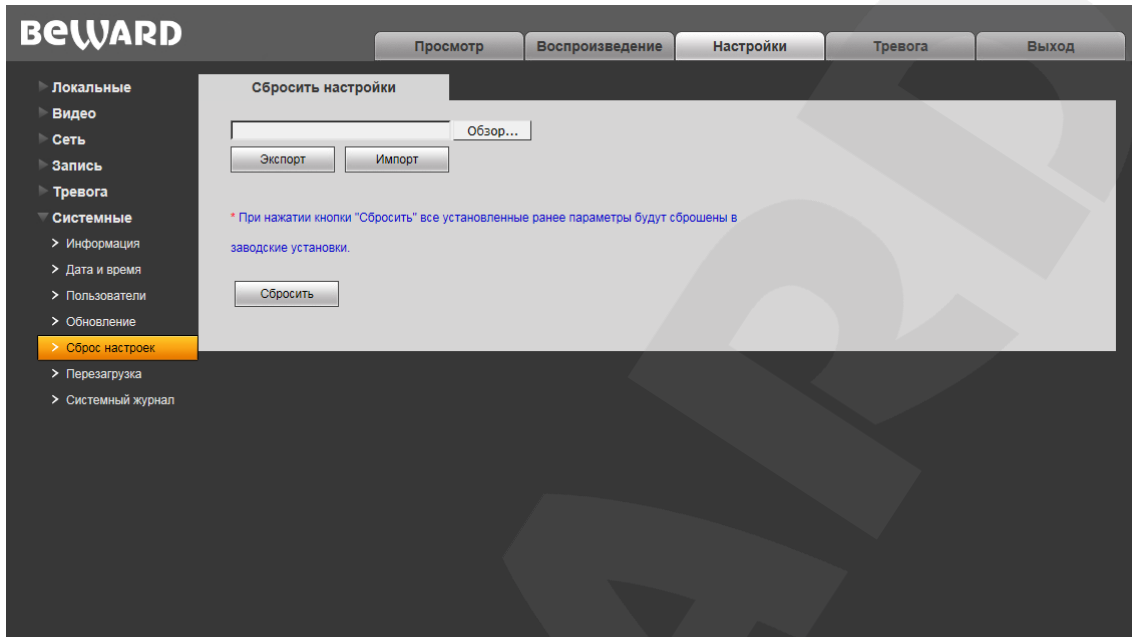 BEWARD
Просмотр
Воспроизведение
Настройки
Тревога
Выход
Локальные
Видео
Сеть
Запись
Тревога
Системные
Информация
Дата и время
Пользователи
Обновление
Сброс настроек
Перезагрузка
Системный журнал
Сбросить настройки
Обзор...
Экспорт
Импорт
* При нажатии кнопки "Сбросить" все установленные ранее параметры будут сброшены в
заводские установки.
Сбросить